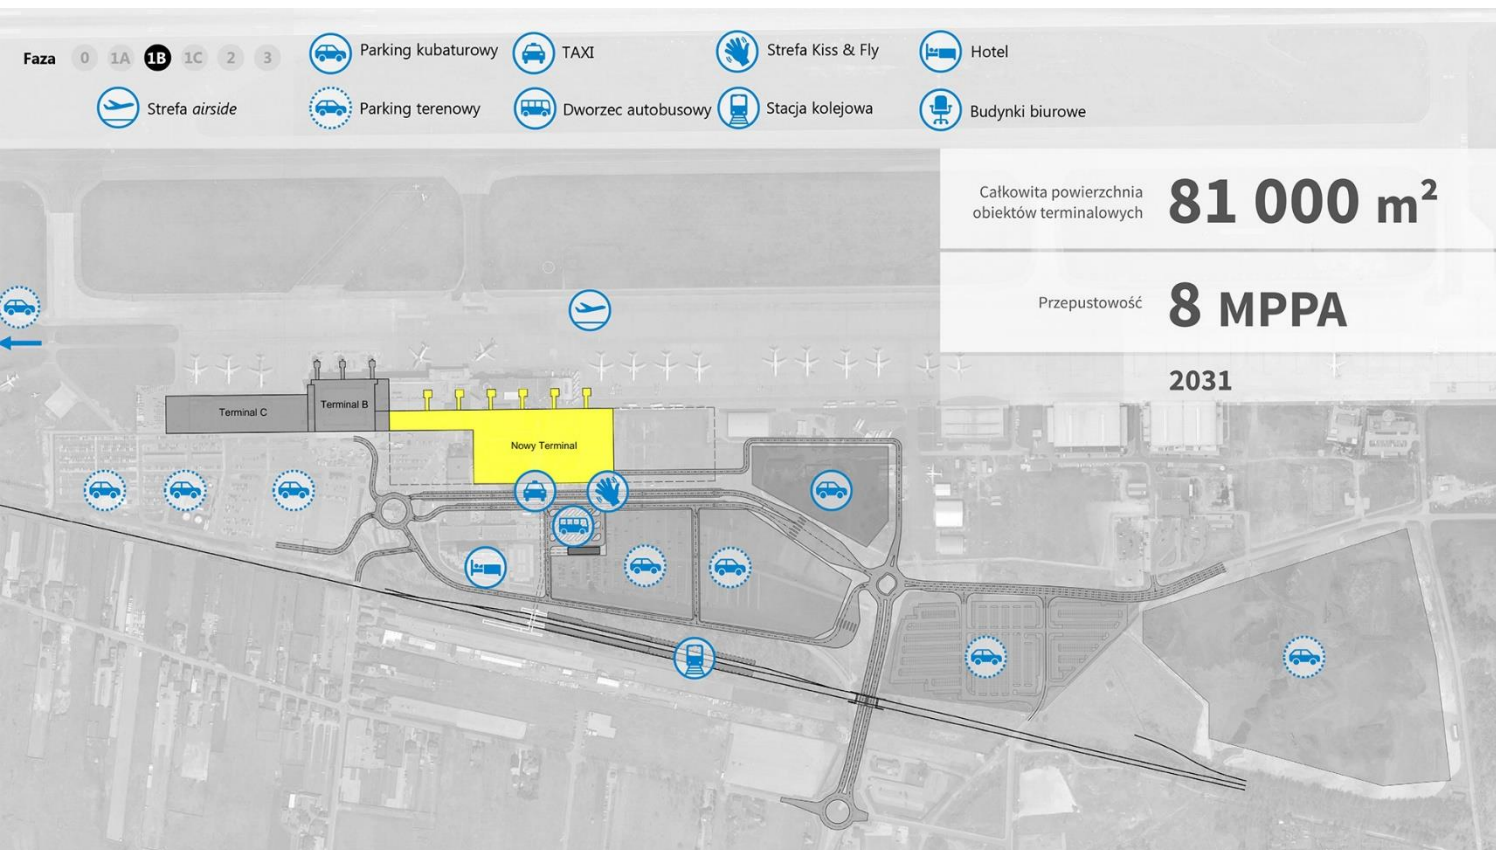 Faza 0 1A 1B 1C 2 3
Parking kubaturowy
TAXI
Strefa Kiss & Fly
Hotel
Strefa airside
Parking terenowy
Dworzec autobusowy
Stacja kolejowa
Budynki biurowe
Całkowita powierzchnia
obiektów terminalowych
81 000 m²
Przepustowość
8 MPPA
2031
Terminal C
Terminal B
Nowy Terminal